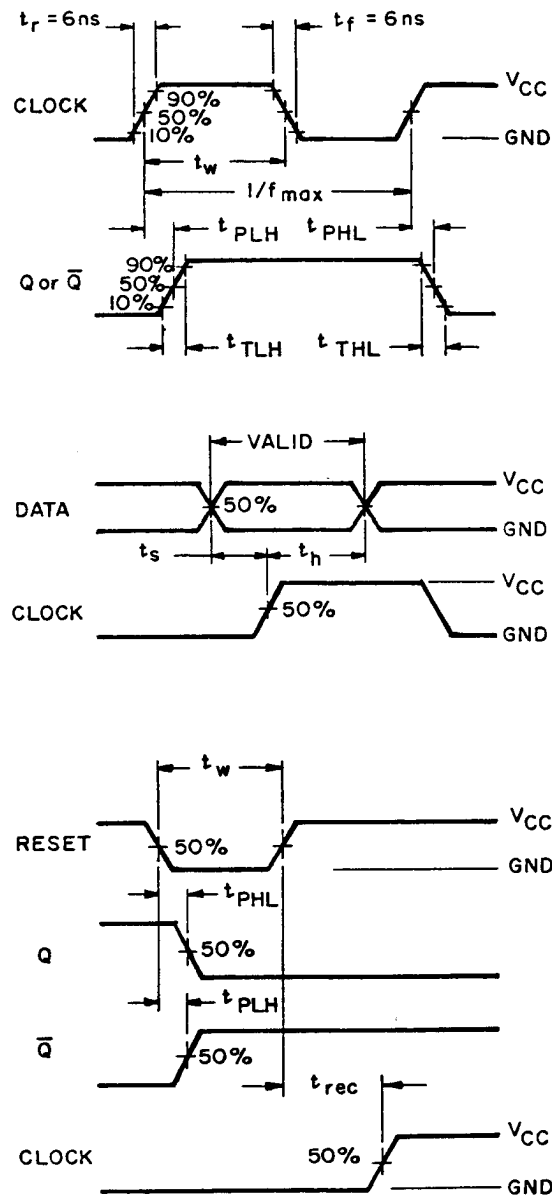 tr = 6ns tf = 6ns
CLOCK
VCC
90%
50%
10%
GND
tw
1/fmax
tPLH tPHL
Q or Q̅
90%
50%
10%
tTLH tTHL
VALID
DATA
50%
VCC
GND
ts th
CLOCK
50%
VCC
GND
tw
RESET
50%
VCC
GND
tPHL
Q
50%
tPLH
Q̅
50%
trec
CLOCK
50%
VCC
GND